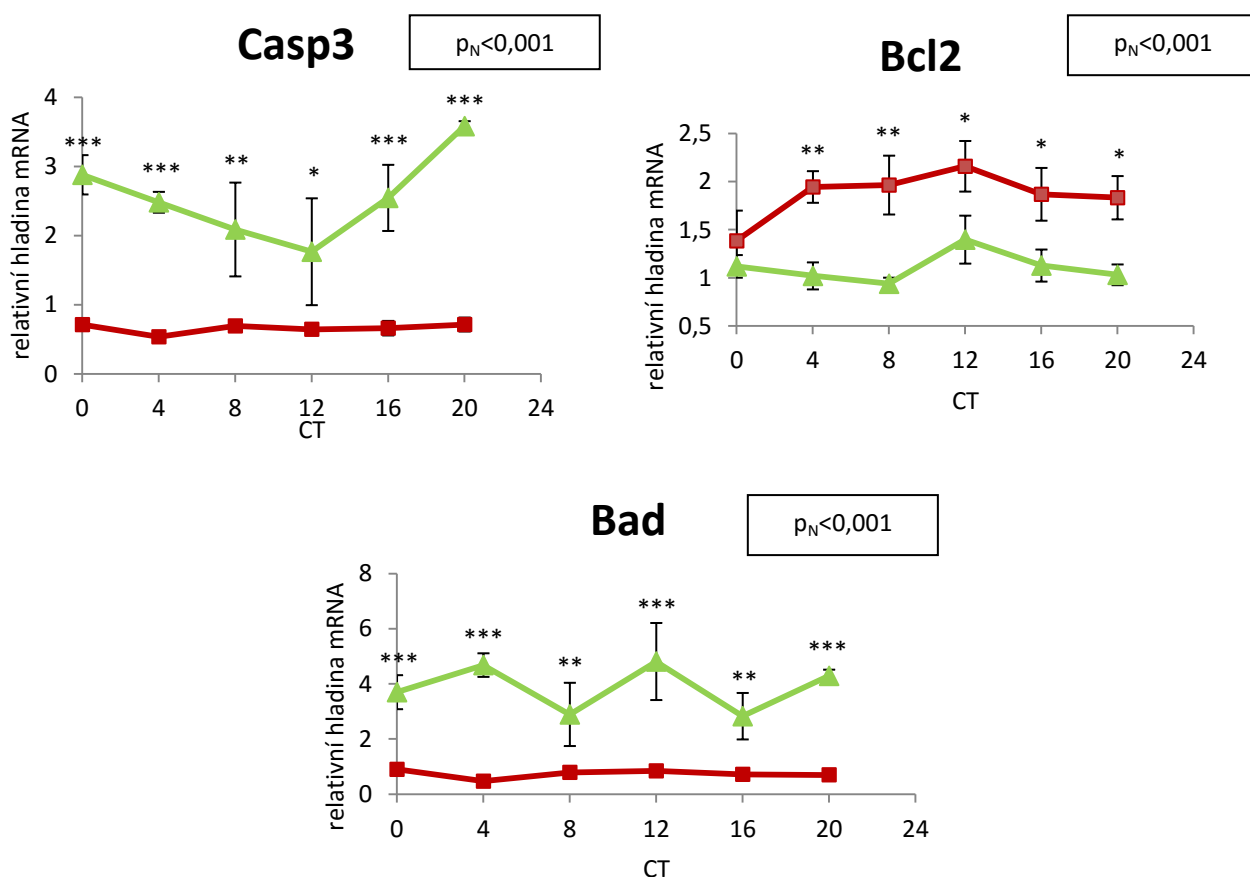 Casp3
p_N<0,001
relativní hladina mRNA
4
3
2
1
0
***
***
**
*
***
***
0 4 8 12 16 20 24
CT
Bcl2
p_N<0,001
relativní hladina mRNA
2,5
2
1,5
1
0,5
**
**
*
*
*
0 4 8 12 16 20 24
CT
Bad
p_N<0,001
relativní hladina mRNA
8
6
4
2
0
***
***
**
***
**
***
0 4 8 12 16 20 24
CT